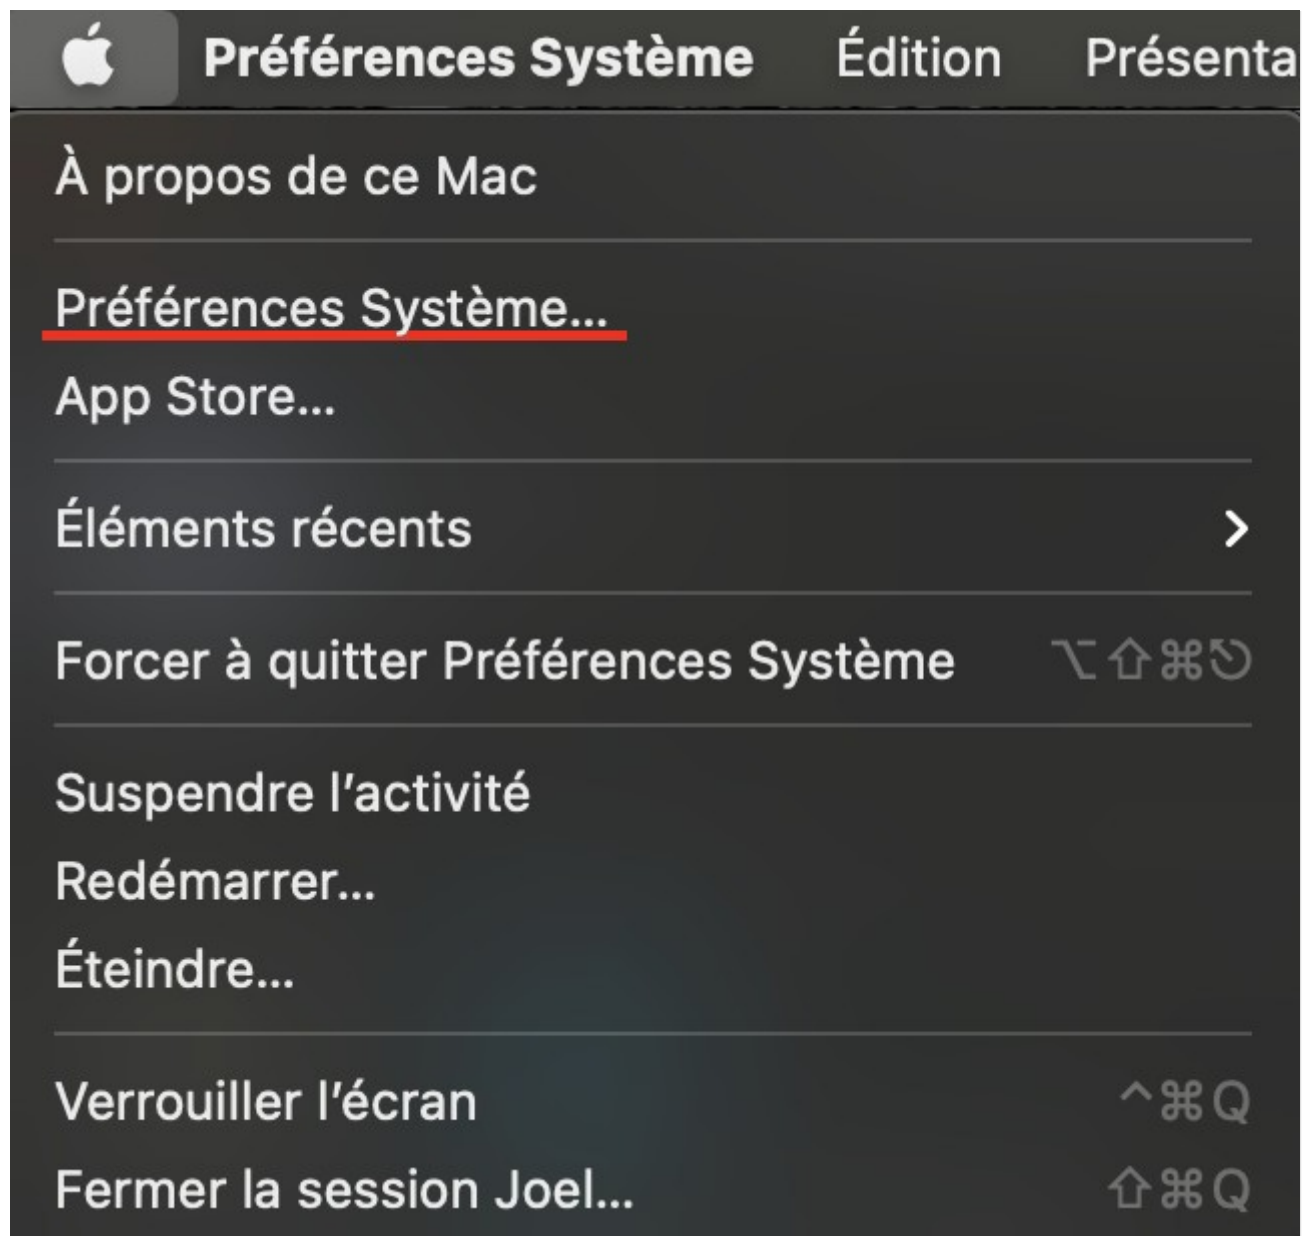 Préférences Système Édition Présenta
À propos de ce Mac
Préférences Système...
App Store...
Éléments récents
Forcer à quitter Préférences Système ⌥⇧⌘⎋
Suspendre l’activité
Redémarrer...
Éteindre...
Verrouiller l’écran ^⌘Q
Fermer la session Joel... ⇧⌘Q